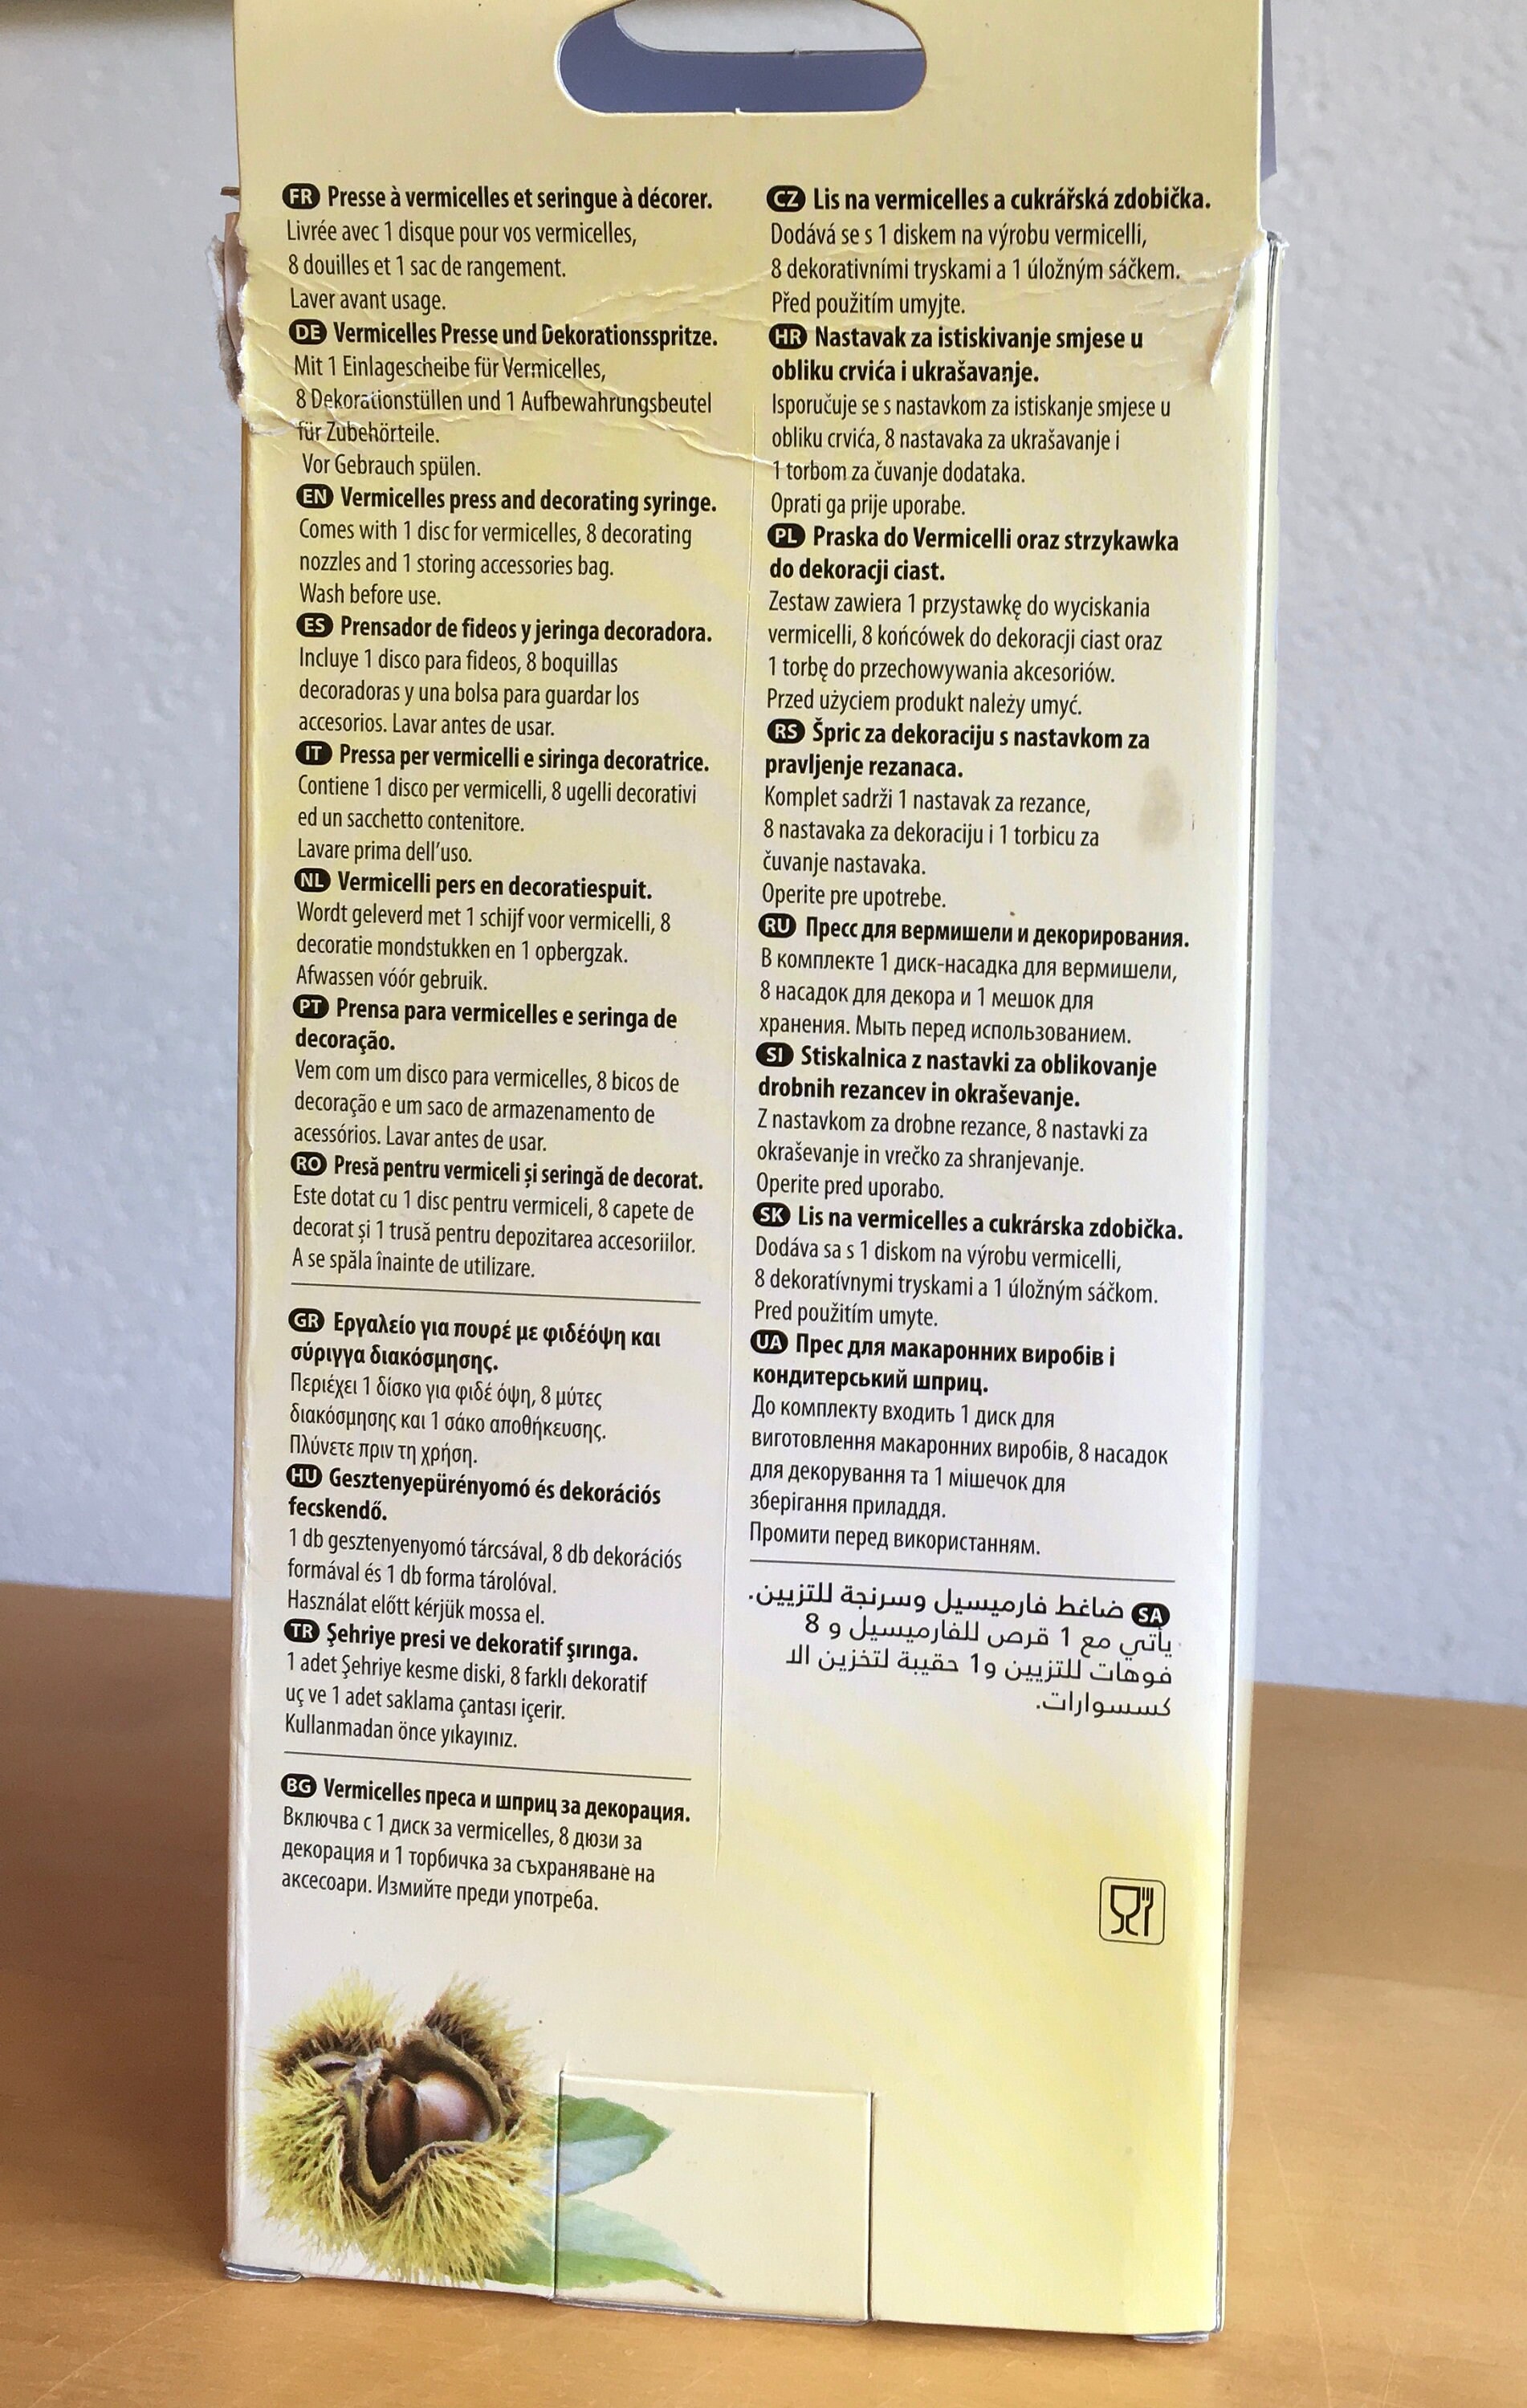 FR Presse à vermicelles et seringue à décorer.
Livrée avec 1 disque pour vos vermicelles,
8 douilles et 1 sac de rangement.
Laver avant usage.
DE Vermicelles Presse und Dekorationsspritze.
Mit 1 Einlagescheibe für Vermicelles,
8 Dekorationstüllen und 1 Aufbewahrungsbeutel
für Zubehörteile.
Vor Gebrauch spülen.
EN Vermicelles press and decorating syringe.
Comes with 1 disc for vermicelles, 8 decorating
nozzles and 1 storing accessories bag.
Wash before use.
ES Prensador de fideos y jeringa decoradora.
Incluye 1 disco para fideos, 8 boquillas
decoradoras y una bolsa para guardar los
accesorios. Lavar antes de usar.
IT Pressa per vermicelli e siringa decoratrice.
Contiene 1 disco per vermicelli, 8 ugelli decorativi
ed un sacchetto contenitore.
Lavare prima dell'uso.
NL Vermicelli pers en decoratiespuit.
Wordt geleverd met 1 schijf voor vermicelli, 8
decoratie mondstukken en 1 opbergzak.
Afwassen vóór gebruik.
PT Prensa para vermicelles e seringa de
decoração.
Vem com um disco para vermicelles, 8 bicos de
decoração e um saco de armazenamento de
acessórios. Lavar antes de usar.
RO Presă pentru vermiceli și seringă de decorat.
Este dotat cu 1 disc pentru vermiceli, 8 capete de
decorat și 1 trusă pentru depozitarea accesoriilor.
A se spăla înainte de utilizare.
GR Εργαλείο για πουρέ με φιδέόψη και
σύριγγα διακόσμησης.
Περιέχει 1 δίσκο για φιδέ όψη, 8 μύτες
διακόσμησης και 1 σάκο αποθήκευσης.
Πλύνετε πριν τη χρήση.
HU Gesztenyepürényomó és dekorációs
fecskendő.
1 db gesztenyenyomó tárcsával, 8 db dekorációs
formával és 1 db forma tárolóval.
Használat előtt kérjük mossa el.
TR Şehriye presi ve dekoratif şırınga.
1 adet Şehriye kesme diski, 8 farklı dekoratif
uç ve 1 adet saklama çantası içerir.
Kullanmadan önce yıkayınız.
BG Vermicelles преса и шприц за декорация.
Включва с 1 диск за vermicelles, 8 дюзи за
декорация и 1 торбичка за съхраняване на
аксесоари. Измийте преди употреба.
CZ Lis na vermicelles a cukrářská zdobička.
Dodává se s 1 diskem na výrobu vermicelli,
8 dekorativními tryskami a 1 úložným sáčkem.
Před použitím umyjte.
HR Nastavak za istiskivanje smjese u
obliku crvića i ukrašavanje.
Isporučuje se s nastavkom za istiskanje smjese u
obliku crvića, 8 nastavaka za ukrašavanje i
1 torbom za čuvanje dodataka.
Oprati ga prije uporabe.
PL Praska do Vermicelli oraz strzykawka
do dekoracji ciast.
Zestaw zawiera 1 przystawkę do wyciskania
vermicelli, 8 końcówek do dekoracji ciast oraz
1 torbę do przechowywania akcesoriów.
Przed użyciem produkt należy umyć.
RS Špric za dekoraciju s nastavkom za
pravljenje rezanaca.
Komplet sadrži 1 nastavak za rezance,
8 nastavaka za dekoraciju i 1 torbicu za
čuvanje nastavaka.
Operite pre upotrebe.
RU Пресс для вермишели и декорирования.
В комплекте 1 диск-насадка для вермишели,
8 насадок для декора и 1 мешок для
хранения. Мыть перед использованием.
SI Stiskalnica z nastavki za oblikovanje
drobnih rezancev in okraševanje.
Z nastavkom za drobne rezance, 8 nastavki za
okraševanje in vrečko za shranjevanje.
Operite pred uporabo.
SK Lis na vermicelles a cukrárska zdobička.
Dodáva sa s 1 diskom na výrobu vermicelli,
8 dekoratívnymi tryskami a 1 úložným sáčkom.
Pred použitím umyte.
UA Прес для макаронних виробів і
кондитерський шприц.
До комплекту входить 1 диск для
виготовлення макаронних виробів, 8 насадок
для декорування та 1 мішечок для
зберігання приладдя.
Промити перед використанням.
SA ضاغط فارميسيل وسرنجة للتزيين.
يأتي مع 1 قرص للفارميسيل و 8
فوهات للتزيين و1 حقيبة لتخزين الا
كسسوارات.